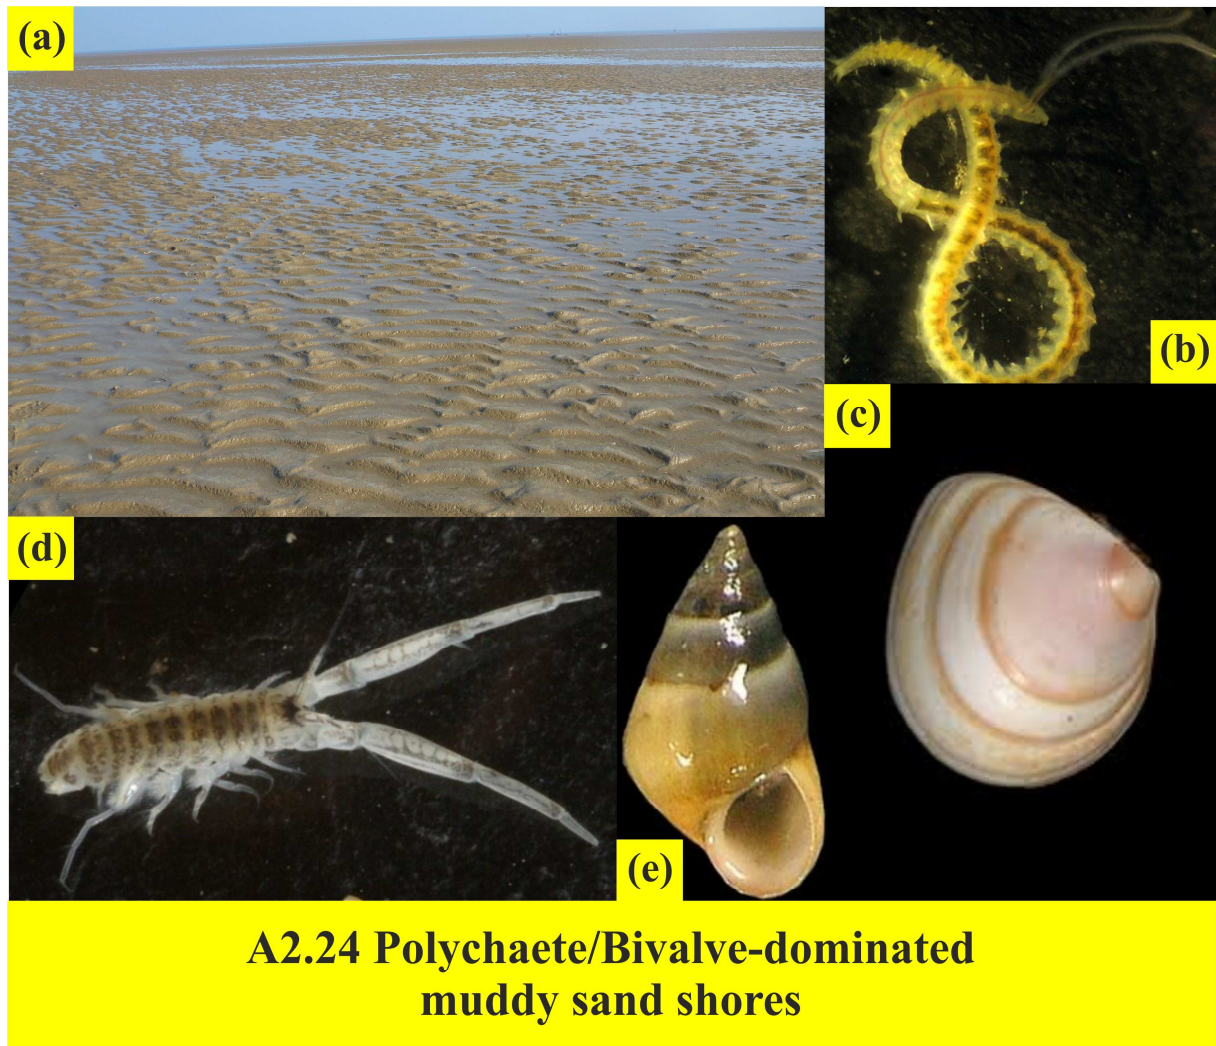 (a)
(b)
(c)
(d)
(e)
A2.24 Polychaete/Bivalve-dominated
muddy sand shores